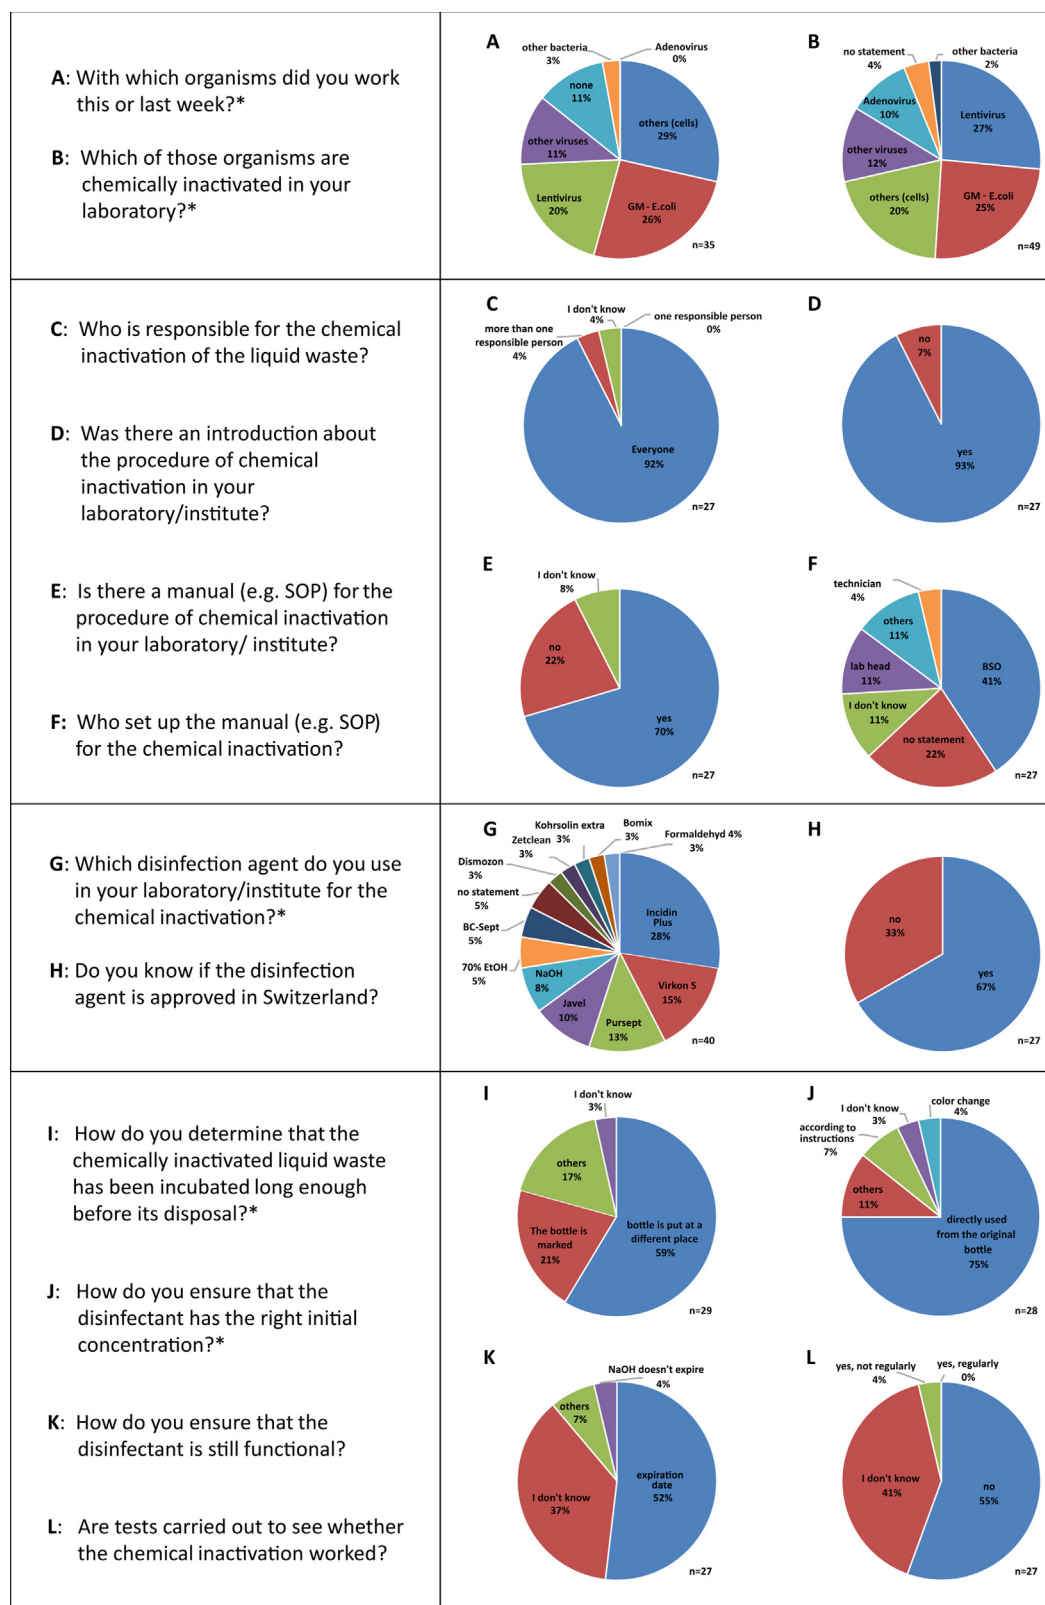 A: With which organisms did you work
this or last week?*
B: Which of those organisms are
chemically inactivated in your
laboratory?*
A
other bacteria
3%
Adenovirus
0%
none
11%
others (cells)
29%
other viruses
11%
Lentivirus
20%
GM - E.coli
26%
n=35
B
no statement
4%
other bacteria
2%
Adenovirus
10%
Lentivirus
27%
other viruses
12%
others (cells)
20%
GM - E.coli
25%
n=49
C: Who is responsible for the chemical
inactivation of the liquid waste?
D: Was there an introduction about
the procedure of chemical
inactivation in your
laboratory/institute?
E: Is there a manual (e.g. SOP) for the
procedure of chemical inactivation
in your laboratory/ institute?
F: Who set up the manual (e.g. SOP)
for the chemical inactivation?
C
I don't know
4%
one responsible person
0%
more than one
responsible person
4%
Everyone
92%
n=27
D
no
7%
yes
93%
n=27
E
I don't know
8%
no
22%
yes
70%
n=27
F
technician
4%
others
11%
lab head
11%
BSO
41%
I don't know
11%
no statement
22%
n=27
G: Which disinfection agent do you use
in your laboratory/institute for the
chemical inactivation?*
H: Do you know if the disinfection
agent is approved in Switzerland?
G
Kohrsolin extra
3%
Bomix
3%
Formaldehyd 4%
3%
Zetclean
3%
Dismozon
3%
no statement
5%
BC-Sept
5%
70% EtOH
5%
NaOH
8%
Javel
10%
Pursept
13%
Virkon S
15%
Incidin
Plus
28%
n=40
H
no
33%
yes
67%
n=27
I: How do you determine that the
chemically inactivated liquid waste
has been incubated long enough
before its disposal?*
J: How do you ensure that the
disinfectant has the right initial
concentration?*
K: How do you ensure that the
disinfectant is still functional?
L: Are tests carried out to see whether
the chemical inactivation worked?
I
I don't know
3%
others
17%
The bottle is
marked
21%
bottle is put at a
different place
59%
n=29
J
I don't know
3%
color change
4%
according to
instructions
7%
others
11%
directly used
from the original
bottle
75%
n=28
K
NaOH doesn't expire
4%
others
7%
I don't know
37%
expiration
date
52%
n=27
L
yes, not regularly
4%
yes, regularly
0%
I don't know
41%
no
55%
n=27